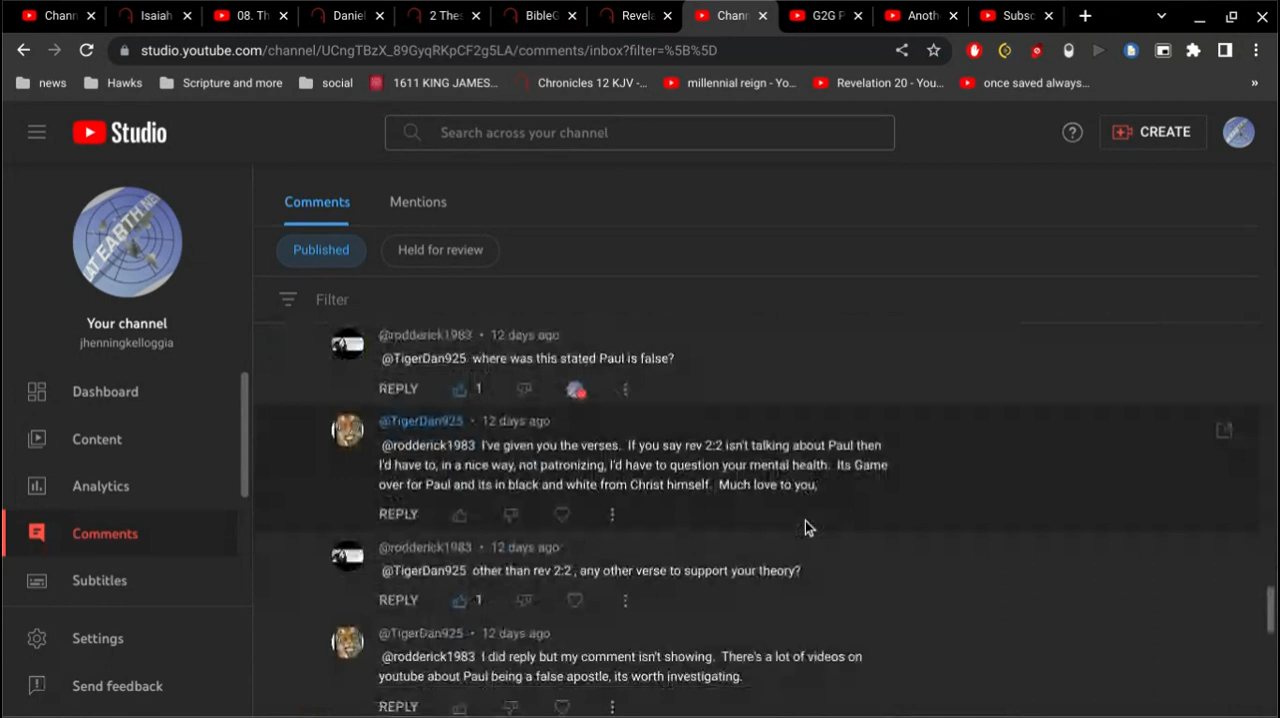 Chann
Isaiah
08. Th
Daniel
2 Thes
BibleG
Revela
Chann
G2G P
Anoth
Subsc
studio.youtube.com/channel/UCngTBzX_89GyqRKpCF2g5LA/comments/inbox?filter=%5B%5D
news
Hawks
Scripture and more
social
1611 KING JAMES...
Chronicles 12 KJV -...
millennial reign - Yo...
Revelation 20 - You...
once saved always...
»
Studio
Search across your channel
CREATE
AT EARTH NE
Your channel
jhenningkelloggia
Dashboard
Content
Analytics
Comments
Subtitles
Settings
Send feedback
Comments
Mentions
Published
Held for review
Filter
@rodderick1983 • 12 days ago
@TigerDan925 where was this stated Paul is false?
REPLY 1
@TigerDan925 • 12 days ago
@rodderick1983 I've given you the verses. If you say rev 2:2 isn't talking about Paul then
I'd have to, in a nice way, not patronizing, I'd have to question your mental health. Its Game
over for Paul and its in black and white from Christ himself. Much love to you,
REPLY
@rodderick1983 • 12 days ago
@TigerDan925 other than rev 2:2 , any other verse to support your theory?
REPLY 1
@TigerDan925 • 12 days ago
@rodderick1983 I did reply but my comment isn't showing. There's a lot of videos on
youtube about Paul being a false apostle, its worth investigating.
REPLY